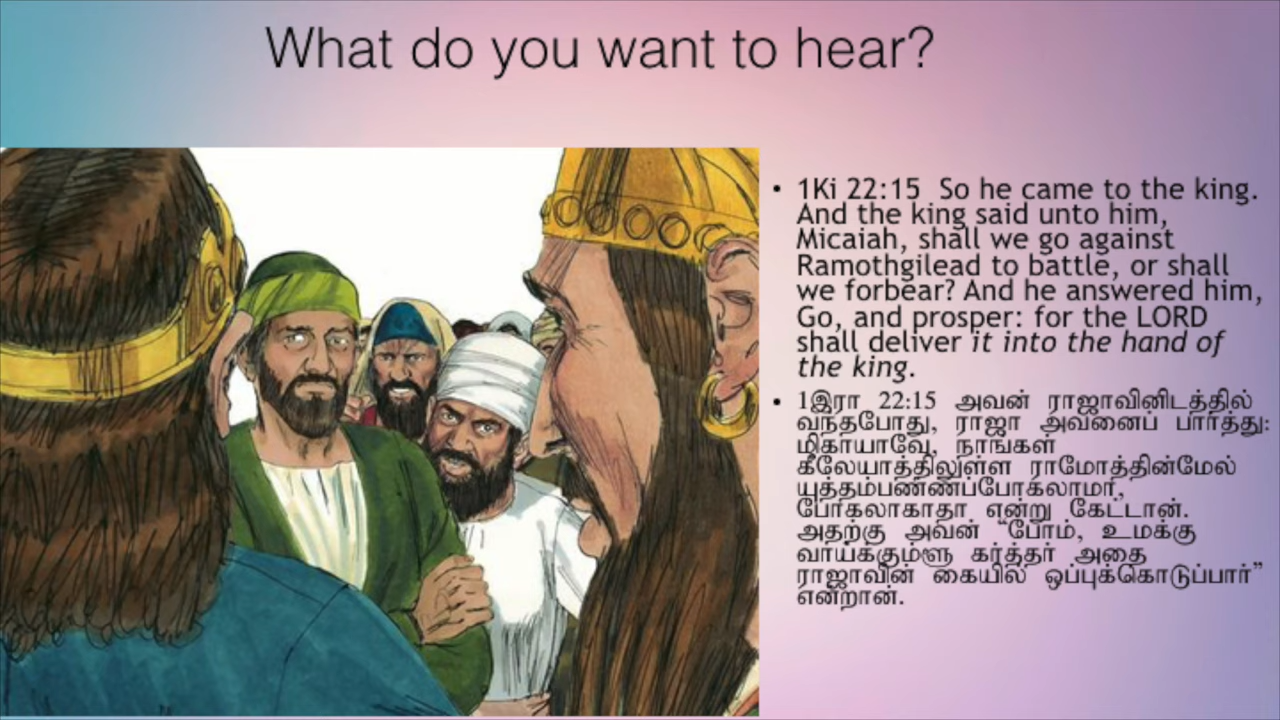 What do you want to hear?
• 1Ki 22:15 So he came to the king.
And the king said unto him,
Micaiah, shall we go against
Ramothgilead to battle, or shall
we forbear? And he answered him,
Go, and prosper: for the LORD
shall deliver it into the hand of
the king.
• 1இரா 22:15 அவன் ராஜாவினிடத்தில்
வந்தபோது, ராஜா அவனைப் பார்த்து:
மிகாயாவே, நாங்கள்
கீலேயாத்திலுள்ள ராமோத்தின்மேல்
யுத்தம்பண்ணப்போகலாமா,
போகலாகாதா என்று கேட்டான்.
அதற்கு அவன் “போம், உமக்கு
வாய்க்கும்ளூ கர்த்தர் அதை
ராஜாவின் கையில் ஒப்புக்கொடுப்பார்”
என்றான்.